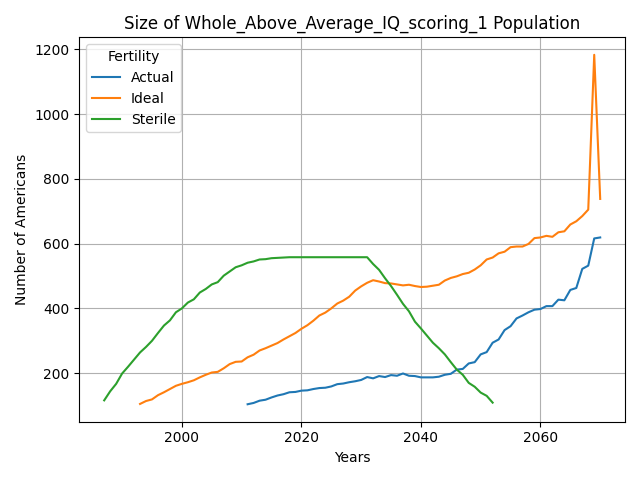 Size of Whole_Above_Average_IQ_scoring_1 Population
Number of Americans
1200
1000
800
600
400
200
Fertility
Actual
Ideal
Sterile
2000
2020
2040
2060
Years